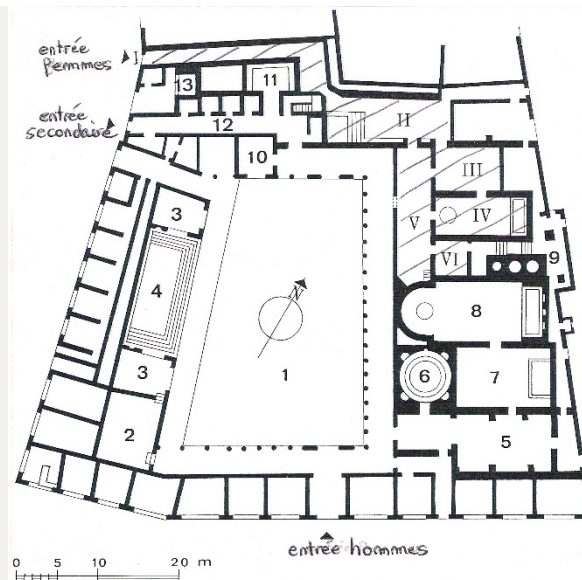 entrée
femmes
I
13
11
entrée
secondaire
12
II
10
III
3
V
IV
9
4
VI
8
N
3
1
6
7
2
5
entrée hommes
0 5 10 20 m